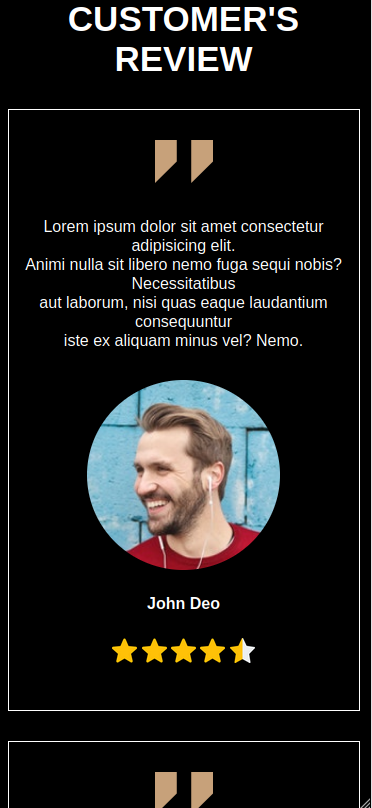 CUSTOMER'S
REVIEW
Lorem ipsum dolor sit amet consectetur
adipisicing elit.
Animi nulla sit libero nemo fuga sequi nobis?
Necessitatibus
aut laborum, nisi quas eaque laudantium
consequuntur
iste ex aliquam minus vel? Nemo.
John Deo